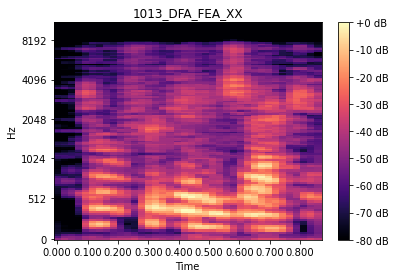 1013_DFA_FEA_XX
+0 dB
8192
-10 dB
4096
-20 dB
-30 dB
2048
Hz
-40 dB
1024
-50 dB
512
-60 dB
-70 dB
0
-80 dB
0.000 0.100 0.200 0.300 0.400 0.500 0.600 0.700 0.800
Time